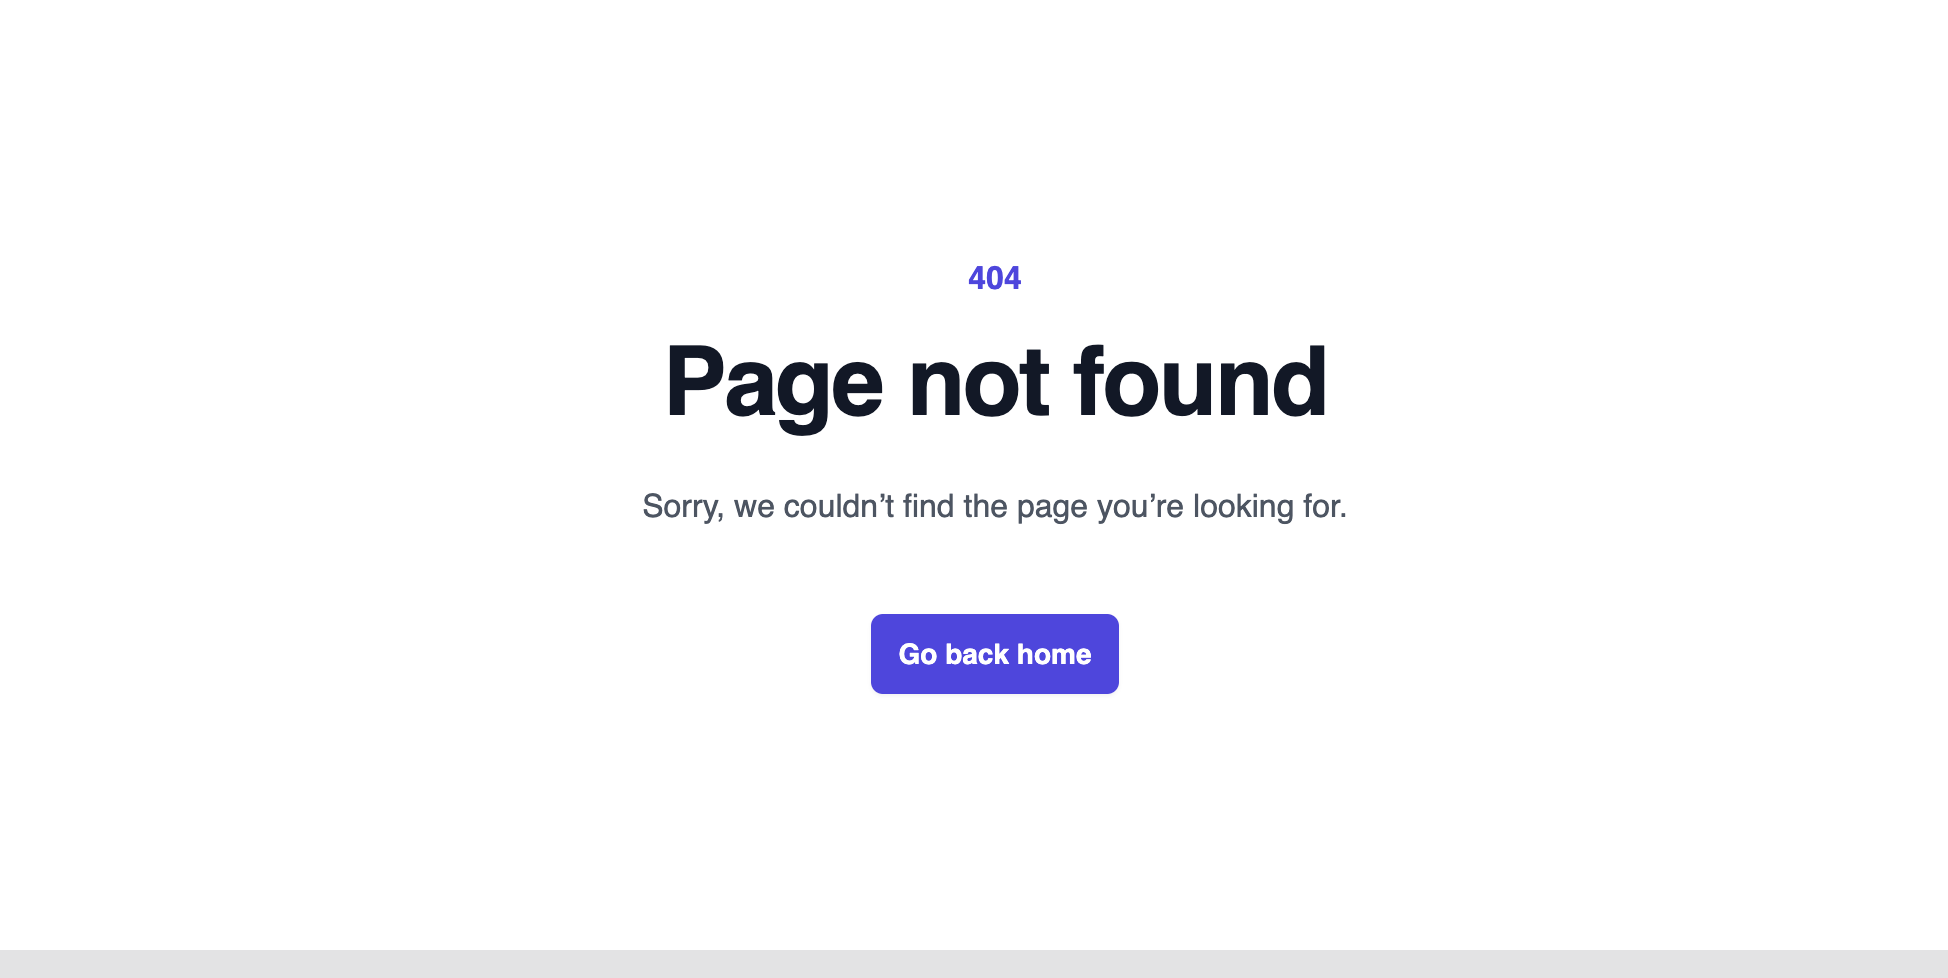 404
Page not found
Sorry, we couldn’t find the page you’re looking for.
Go back home